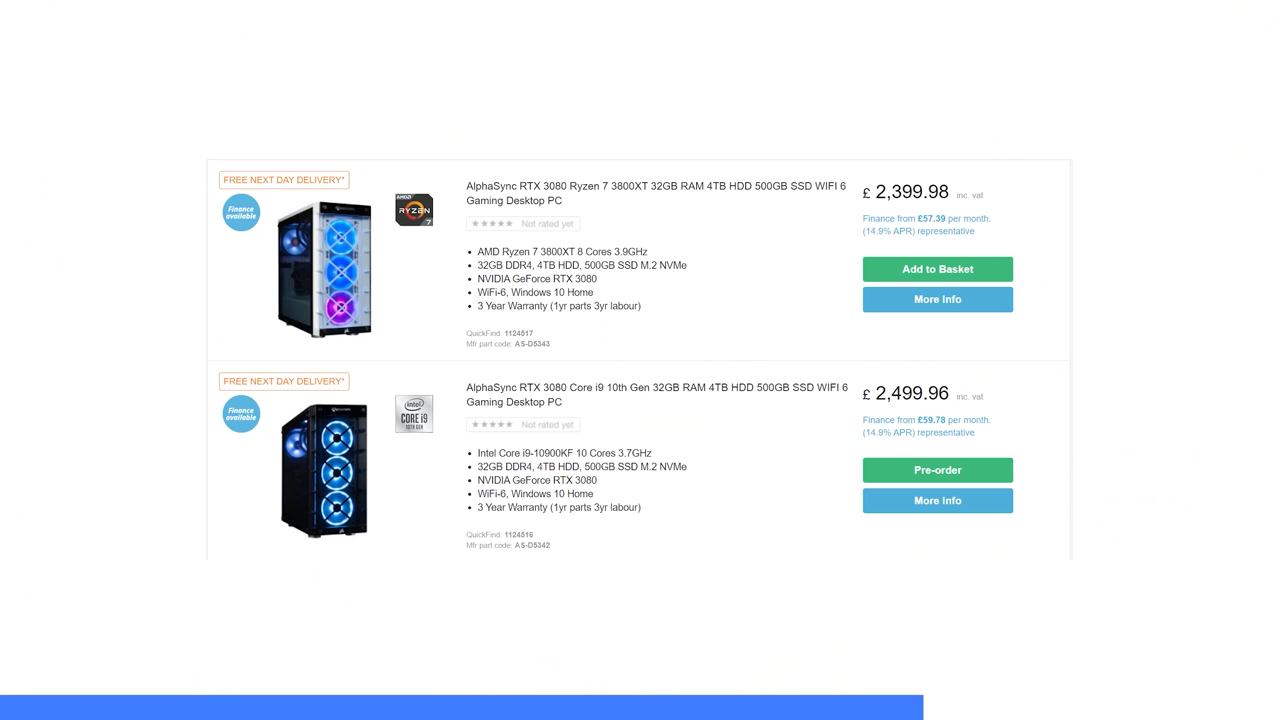 FREE NEXT DAY DELIVERY*
Finance
available
AMD
RYZEN
7
AlphaSync RTX 3080 Ryzen 7 3800XT 32GB RAM 4TB HDD 500GB SSD WIFI 6
Gaming Desktop PC
★★★★★ Not rated yet
• AMD Ryzen 7 3800XT 8 Cores 3.9GHz
• 32GB DDR4, 4TB HDD, 500GB SSD M.2 NVMe
• NVIDIA GeForce RTX 3080
• WiFi-6, Windows 10 Home
• 3 Year Warranty (1yr parts 3yr labour)
QuickFind: 1124517
Mfr part code: AS-D5343
£ 2,399.98 inc. vat
Finance from £57.39 per month.
(14.9% APR) representative
Add to Basket
More Info
FREE NEXT DAY DELIVERY*
Finance
available
intel
CORE i9
10TH GEN
AlphaSync RTX 3080 Core i9 10th Gen 32GB RAM 4TB HDD 500GB SSD WIFI 6
Gaming Desktop PC
★★★★★ Not rated yet
• Intel Core i9-10900KF 10 Cores 3.7GHz
• 32GB DDR4, 4TB HDD, 500GB SSD M.2 NVMe
• NVIDIA GeForce RTX 3080
• WiFi-6, Windows 10 Home
• 3 Year Warranty (1yr parts 3yr labour)
QuickFind: 1124516
Mfr part code: AS-D5342
£ 2,499.96 inc. vat
Finance from £59.78 per month.
(14.9% APR) representative
Pre-order
More Info